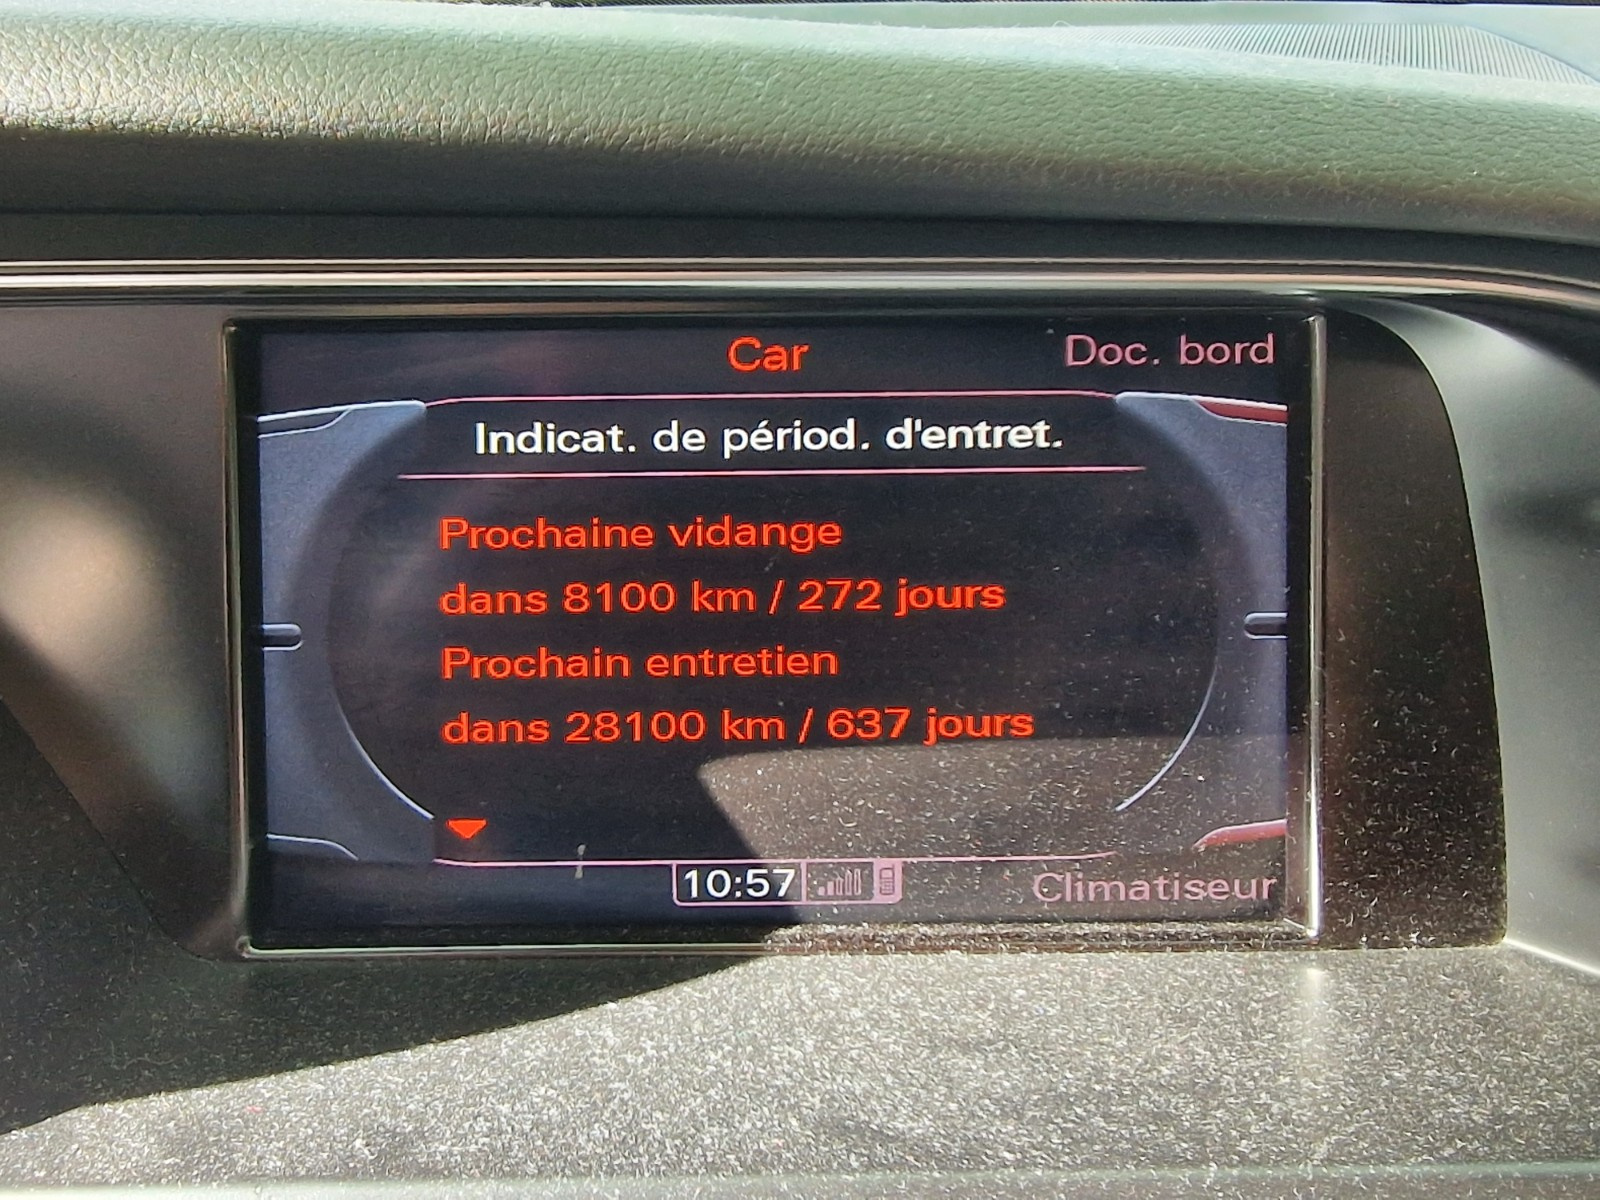 Car
Doc. bord
Indicat. de périod. d'entret.
Prochaine vidange
dans 8100 km / 272 jours
Prochain entretien
dans 28100 km / 637 jours
10:57
Climatiseur